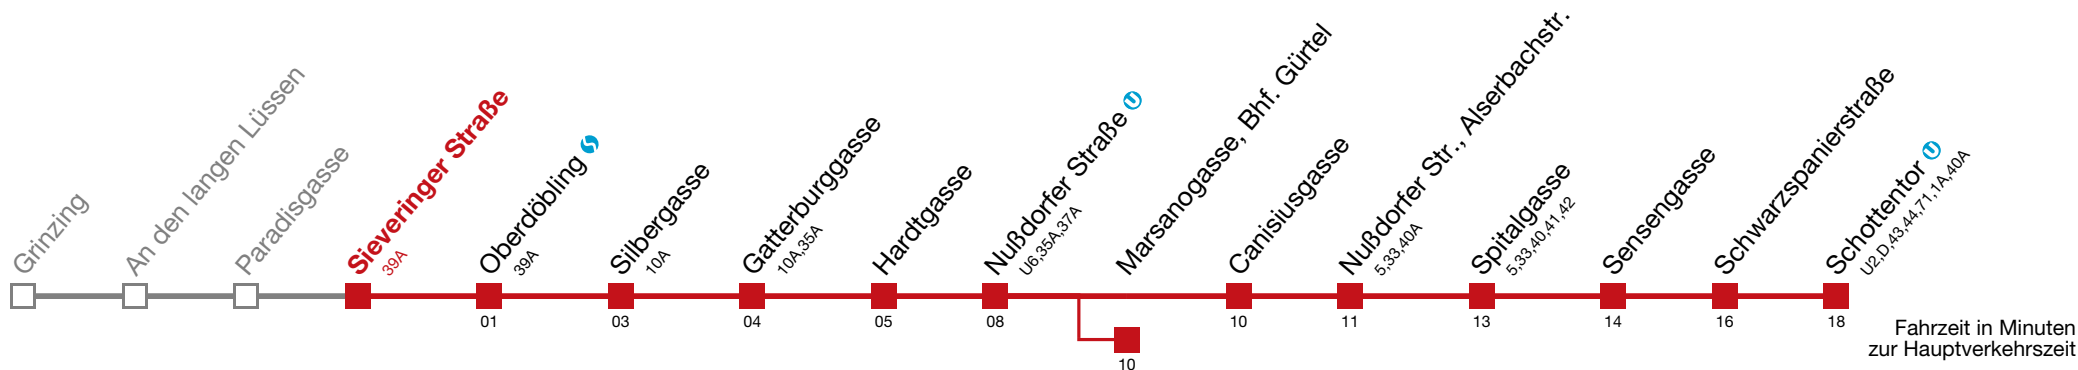 Grinzing
An den langen Lüssen
Paradisgasse
Sieveringer Straße
39A
Oberdöbling
39A
Silbergasse
10A
Gatterburggasse
10A,35A
Hardtgasse
Nußdorfer Straße U
U6,35A,37A
Marsanogasse, Bhf. Gürtel
Canisiusgasse
Nußdorfer Str., Alserbachstr.
5,33,40A
Spitalgasse
5,33,40,41,42
Sensengasse
Schwarzspanierstraße
Schottentor U
U2,D,43,44,71,1A,40A
01
03
04
05
08
10
10
11
13
14
16
18
Fahrzeit in Minuten
zur Hauptverkehrszeit